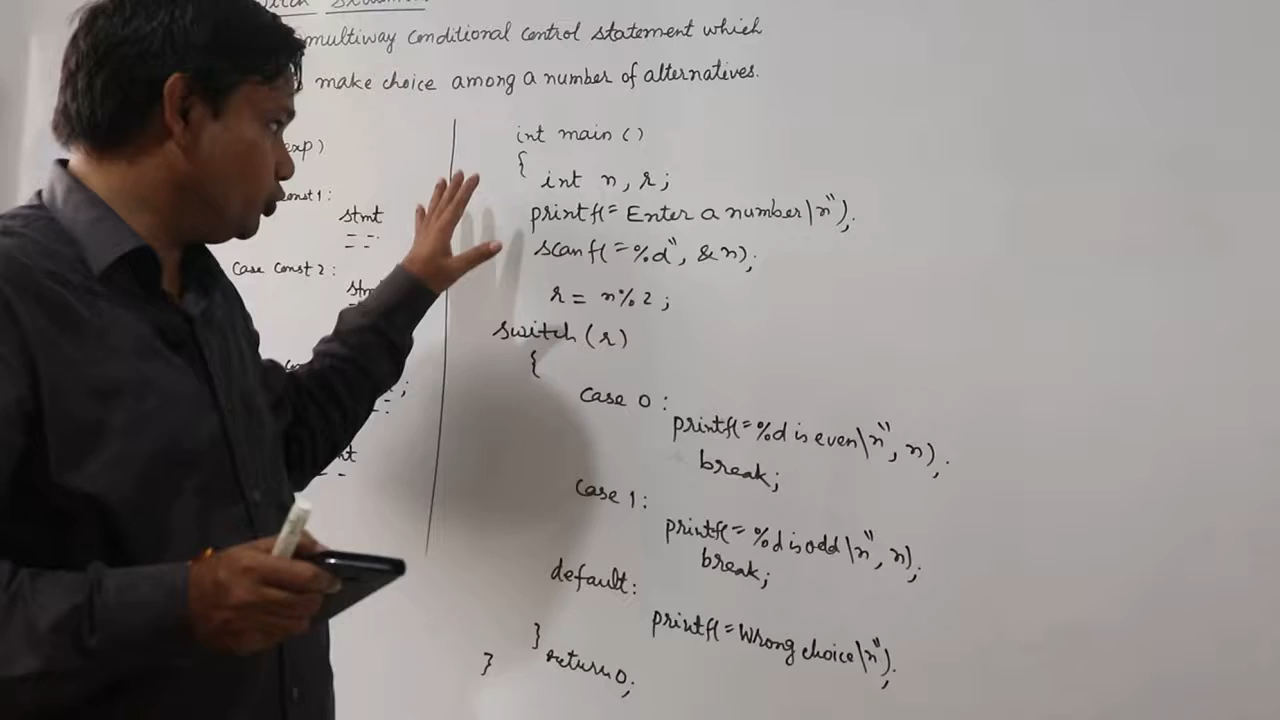 multiway conditional control statement which
make choice among a number of alternatives.
exp)
const 1:
stmt
case const 2:
int main ()
{
int n, r;
printf("Enter a number\n");
scanf("%d", &n);
r = n%2;
switch (r)
{
case 0:
printf("%d is even\n", n);
break;
case 1:
printf("%d is odd\n", n);
break;
default:
printf("Wrong choice\n");
}
return 0;
}